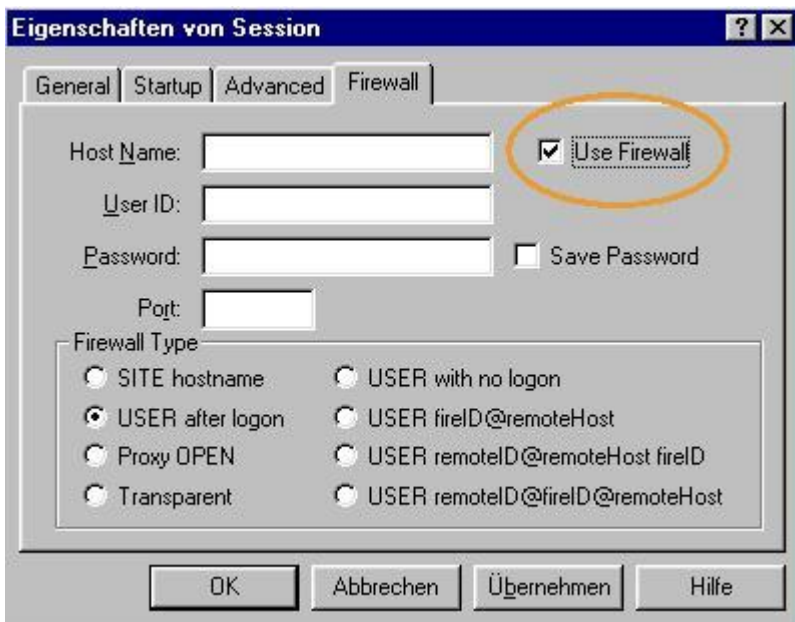 Eigenschaften von Session
General Startup Advanced Firewall
Host Name:
Use Firewall
User ID:
Password:
Save Password
Port:
Firewall Type
SITE hostname
USER with no logon
USER after logon
USER fireID@remoteHost
Proxy OPEN
USER remoteID@remoteHost fireID
Transparent
USER remoteID@fireID@remoteHost
OK Abbrechen Übernehmen Hilfe